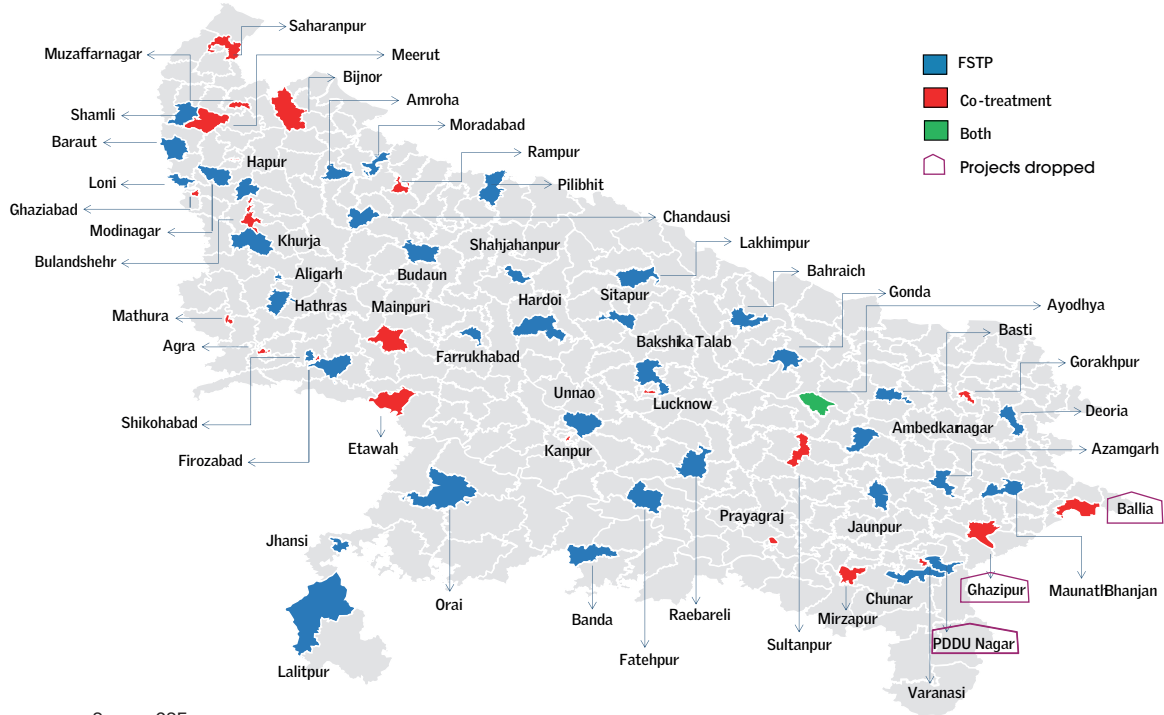 Saharanpur
Muzaffarnagar
Meerut
Bijnor
FSTP
Shamli
Amroha
Co-treatment
Baraut
Moradabad
Both
Hapur
Rampur
Projects dropped
Loni
Pilibhit
Ghaziabad
Modinagar
Chandausi
Bulandshehr
Khurja
Shahjahanpur
Lakhimpur
Aligarh
Budaun
Bahraich
Hathras
Mainpuri
Hardoi
Sitapur
Gonda
Ayodhya
Mathura
Agra
Farrukhabad
Bakshika Talab
Basti
Gorakhpur
Shikohabad
Unnao
Lucknow
Deoria
Firozabad
Etawah
Kanpur
Ambedkarnagar
Azamgarh
Jhansi
Prayagraj
Jaunpur
Ballia
Orai
Banda
Raebareli
Chunar
Ghazipur
MaunathBhanjan
Mirzapur
Sultanpur
PDDU Nagar
Lalitpur
Fatehpur
Varanasi